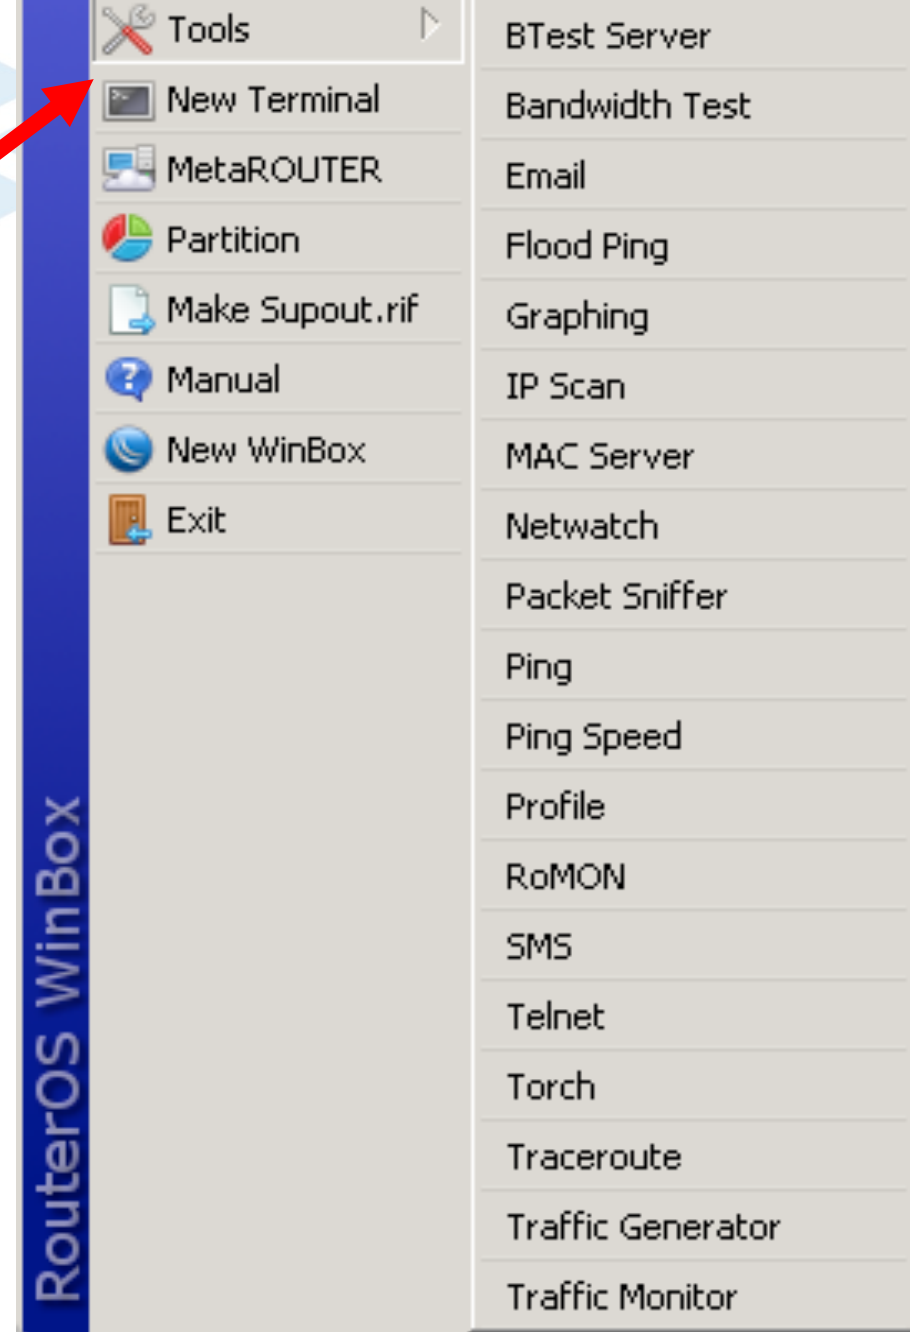 Tools
New Terminal
MetaROUTER
Partition
Make Supout.rif
Manual
New WinBox
Exit
BTest Server
Bandwidth Test
Email
Flood Ping
Graphing
IP Scan
MAC Server
Netwatch
Packet Sniffer
Ping
Ping Speed
Profile
RoMON
SMS
Telnet
Torch
Traceroute
Traffic Generator
Traffic Monitor
RouterOS WinBox